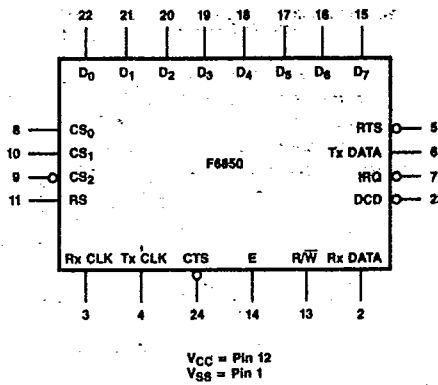 22 21 20 19 18 17 16 15
D0 D1 D2 D3 D4 D5 D6 D7
8 CS0 RTS 5
10 CS1 F6850 Tx DATA 6
9 CS2 IRQ 7
11 RS DCD 23
Rx CLK Tx CLK CTS E R/W̅ Rx DATA
3 4 24 14 13 2
VCC = Pin 12
VSS = Pin 1